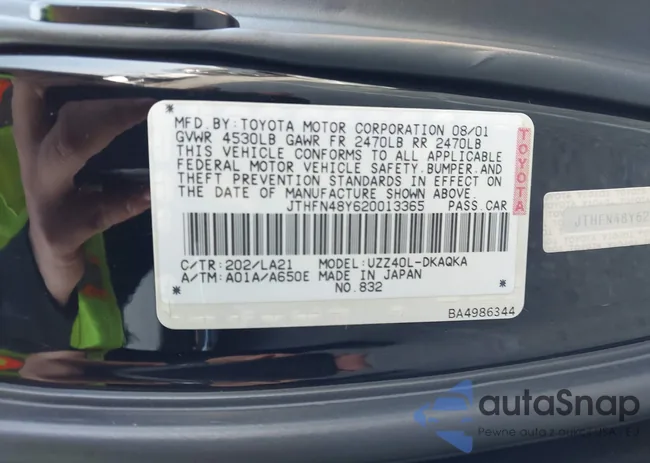 MFD.BY:TOYOTA MOTOR CORPORATION 08/01
GVWR 4530LB GAWR FR 2470LB RR 2470LB
THIS VEHICLE CONFORMS TO ALL APPLICABLE
FEDERAL MOTOR VEHICLE SAFETY.BUMPER.AND
THEFT PREVENTION STANDARDS IN EFFECT ON
THE DATE OF MANUFACTURE SHOWN ABOVE.
JTHFN48Y620013365 PASS.CAR
TOYOTA
C/TR:202/LA21 MODEL:UZZ40L-DKAQKA
A/TM:A01A/A650E MADE IN JAPAN
NO.832
BA4986344
JTHFN48Y62
autaSnap
Pewne auta z